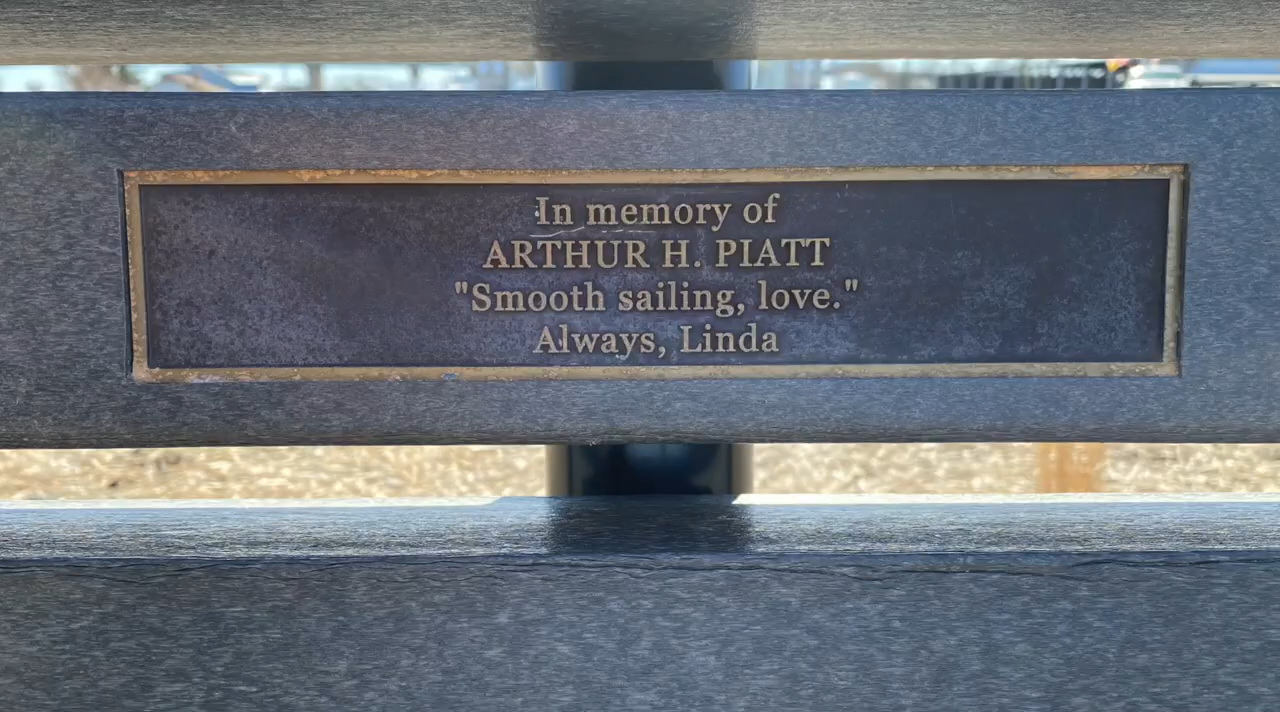 In memory of
ARTHUR H. PIATT
"Smooth sailing, love."
Always, Linda